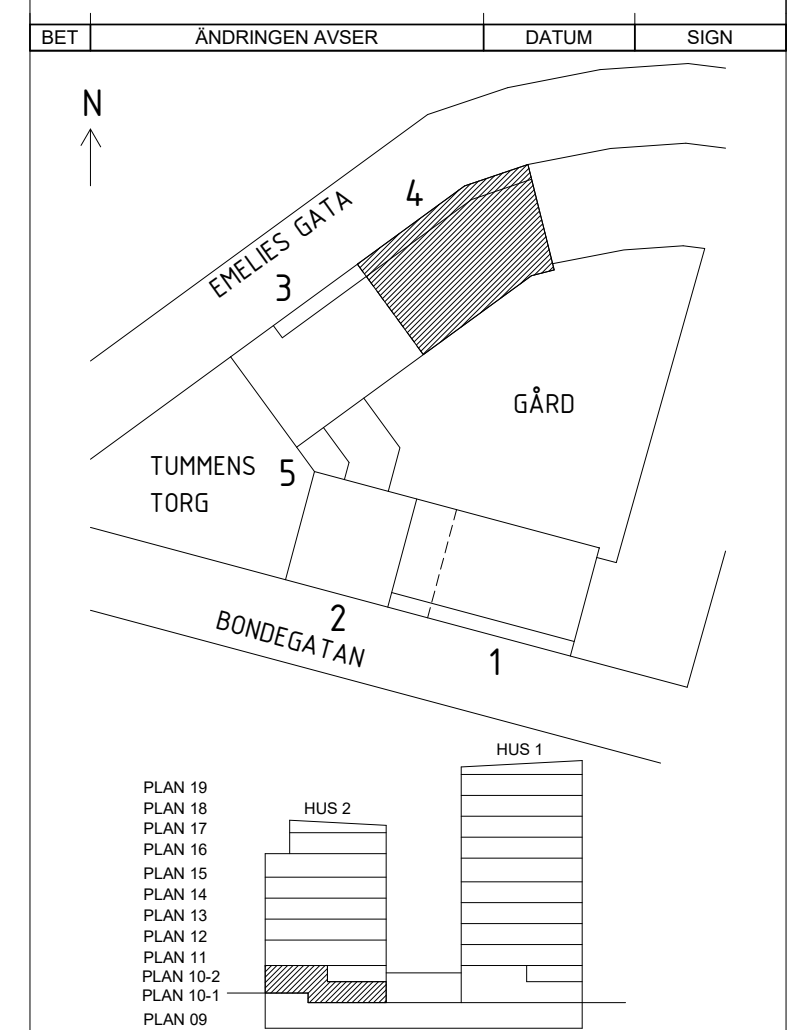 BET ÄNDRINGEN AVSER DATUM SIGN
N
4
EMELIES GATA
3
GÅRD
TUMMENS
TORG
5
2
BONDEGATAN
1
HUS 1
PLAN 19
PLAN 18
HUS 2
PLAN 17
PLAN 16
PLAN 15
PLAN 14
PLAN 13
PLAN 12
PLAN 11
PLAN 10-2
PLAN 10-1
PLAN 09